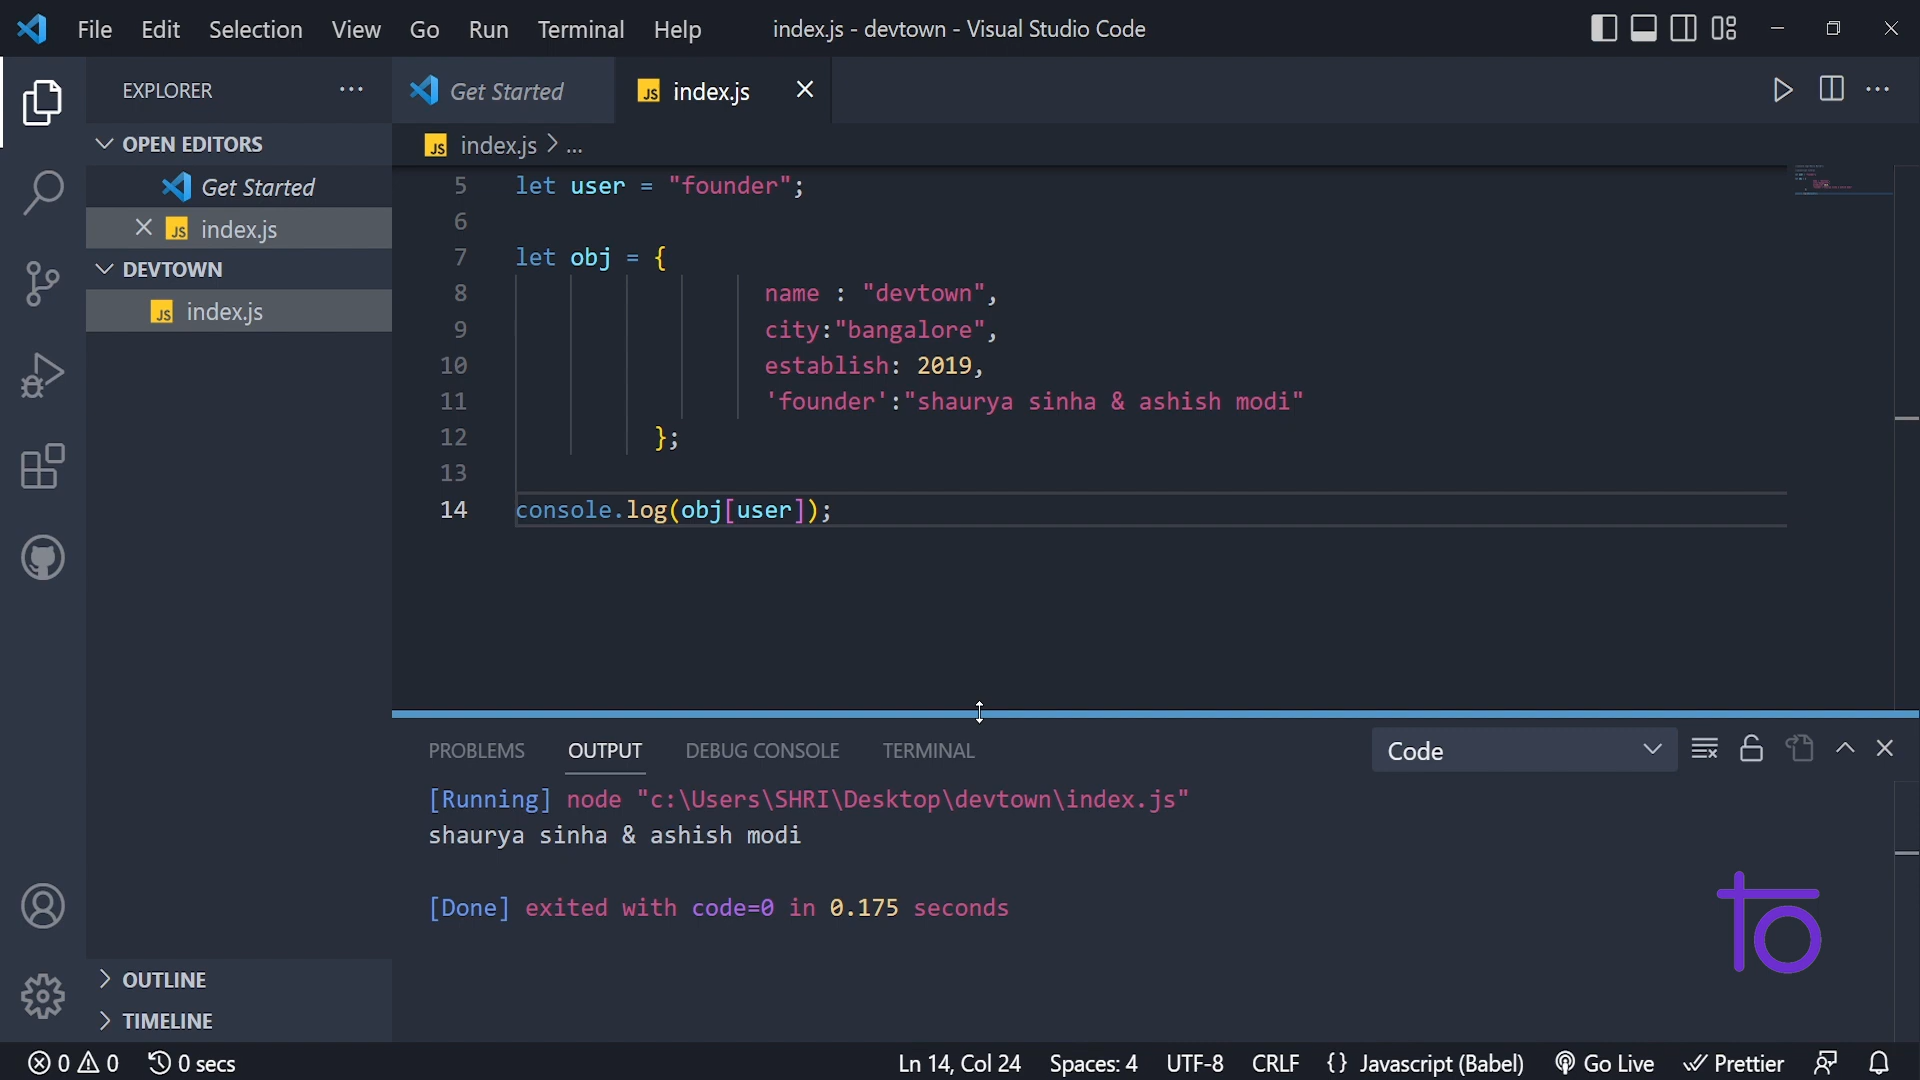 File Edit Selection View Go Run Terminal Help index.js - devtown - Visual Studio Code
EXPLORER
Get Started
JS index.js
OPEN EDITORS
JS index.js > ...
Get Started
JS index.js
DEVTOWN
JS index.js
5 let user = "founder";
6
7 let obj = {
8 name : "devtown",
9 city:"bangalore",
10 establish: 2019,
11 'founder':"shaurya sinha & ashish modi"
12 };
13
14 console.log(obj[user]);
PROBLEMS OUTPUT DEBUG CONSOLE TERMINAL Code
[Running] node "c:\Users\SHRI\Desktop\devtown\index.js"
shaurya sinha & ashish modi
[Done] exited with code=0 in 0.175 seconds
OUTLINE
TIMELINE
0 0 0 secs Ln 14, Col 24 Spaces: 4 UTF-8 CRLF {} Javascript (Babel) Go Live Prettier